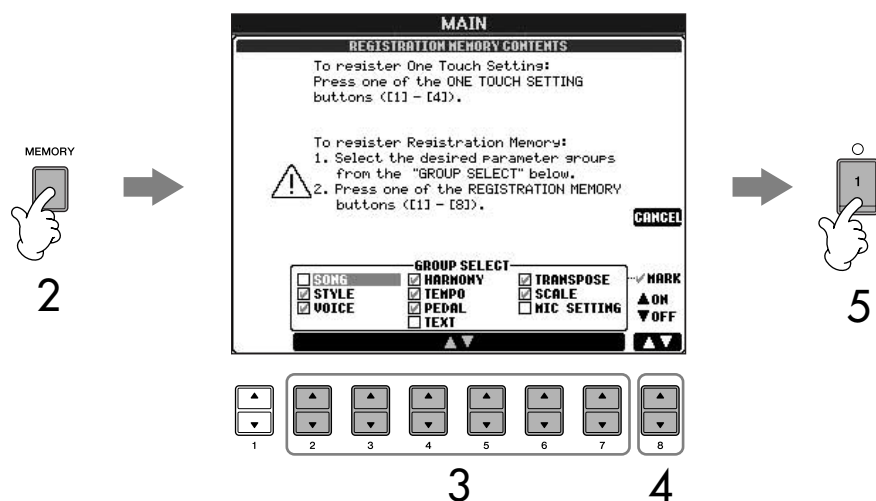 MAIN
REGISTRATION MEMORY CONTENTS
To register One Touch Setting:
Press one of the ONE TOUCH SETTING
buttons ([1] – [4]).
To register Registration Memory:
1. Select the desired parameter groups
from the "GROUP SELECT" below.
2. Press one of the REGISTRATION MEMORY
buttons ([1] – [8]).
CANCEL
GROUP SELECT
SONG HARMONY TRANSPOSE MARK
STYLE TEMPO SCALE ▲ON
VOICE PEDAL MIC SETTING ▼OFF
TEXT
MEMORY
2
1
5
1 2 3 4 5 6 7 8
3 4